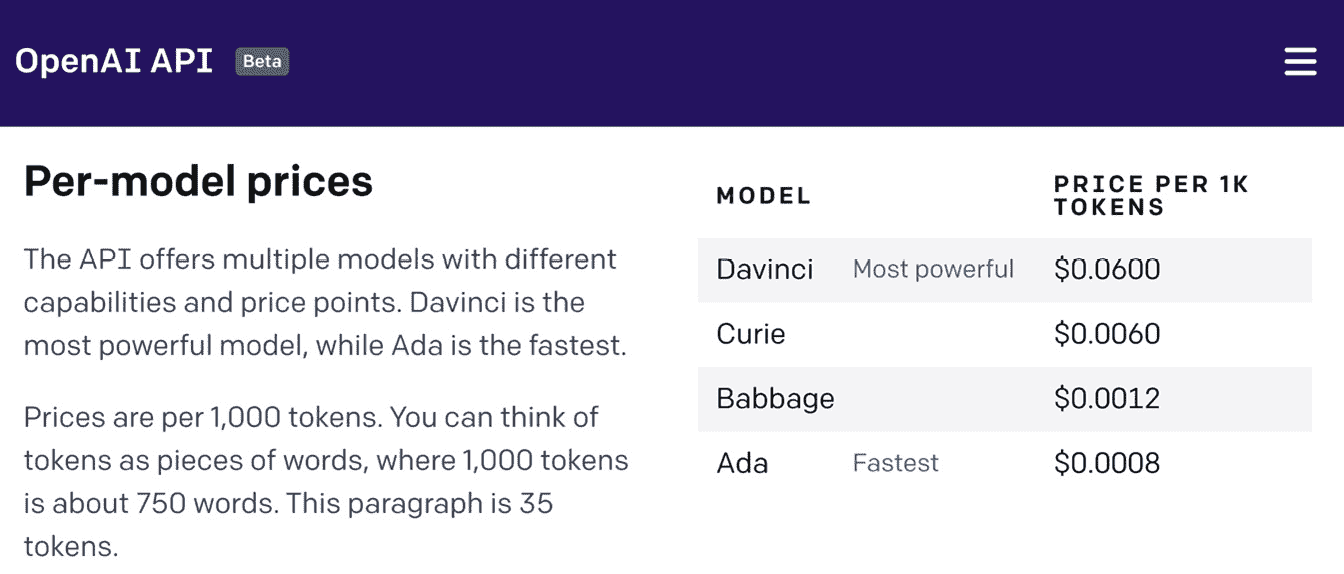 OpenAI API Beta
Per-model prices
The API offers multiple models with different
capabilities and price points. Davinci is the
most powerful model, while Ada is the fastest.
Prices are per 1,000 tokens. You can think of
tokens as pieces of words, where 1,000 tokens
is about 750 words. This paragraph is 35
tokens.
MODEL PRICE PER 1K
TOKENS
Davinci Most powerful $0.0600
Curie $0.0060
Babbage $0.0012
Ada Fastest $0.0008